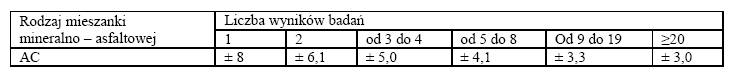 Rodzaj mieszanki mineralno – asfaltowej
Liczba wyników badań
1 2 od 3 do 4 od 5 do 8 Od 9 do 19 ≥20
AC ± 8 ± 6,1 ± 5,0 ± 4,1 ± 3,3 ± 3,0